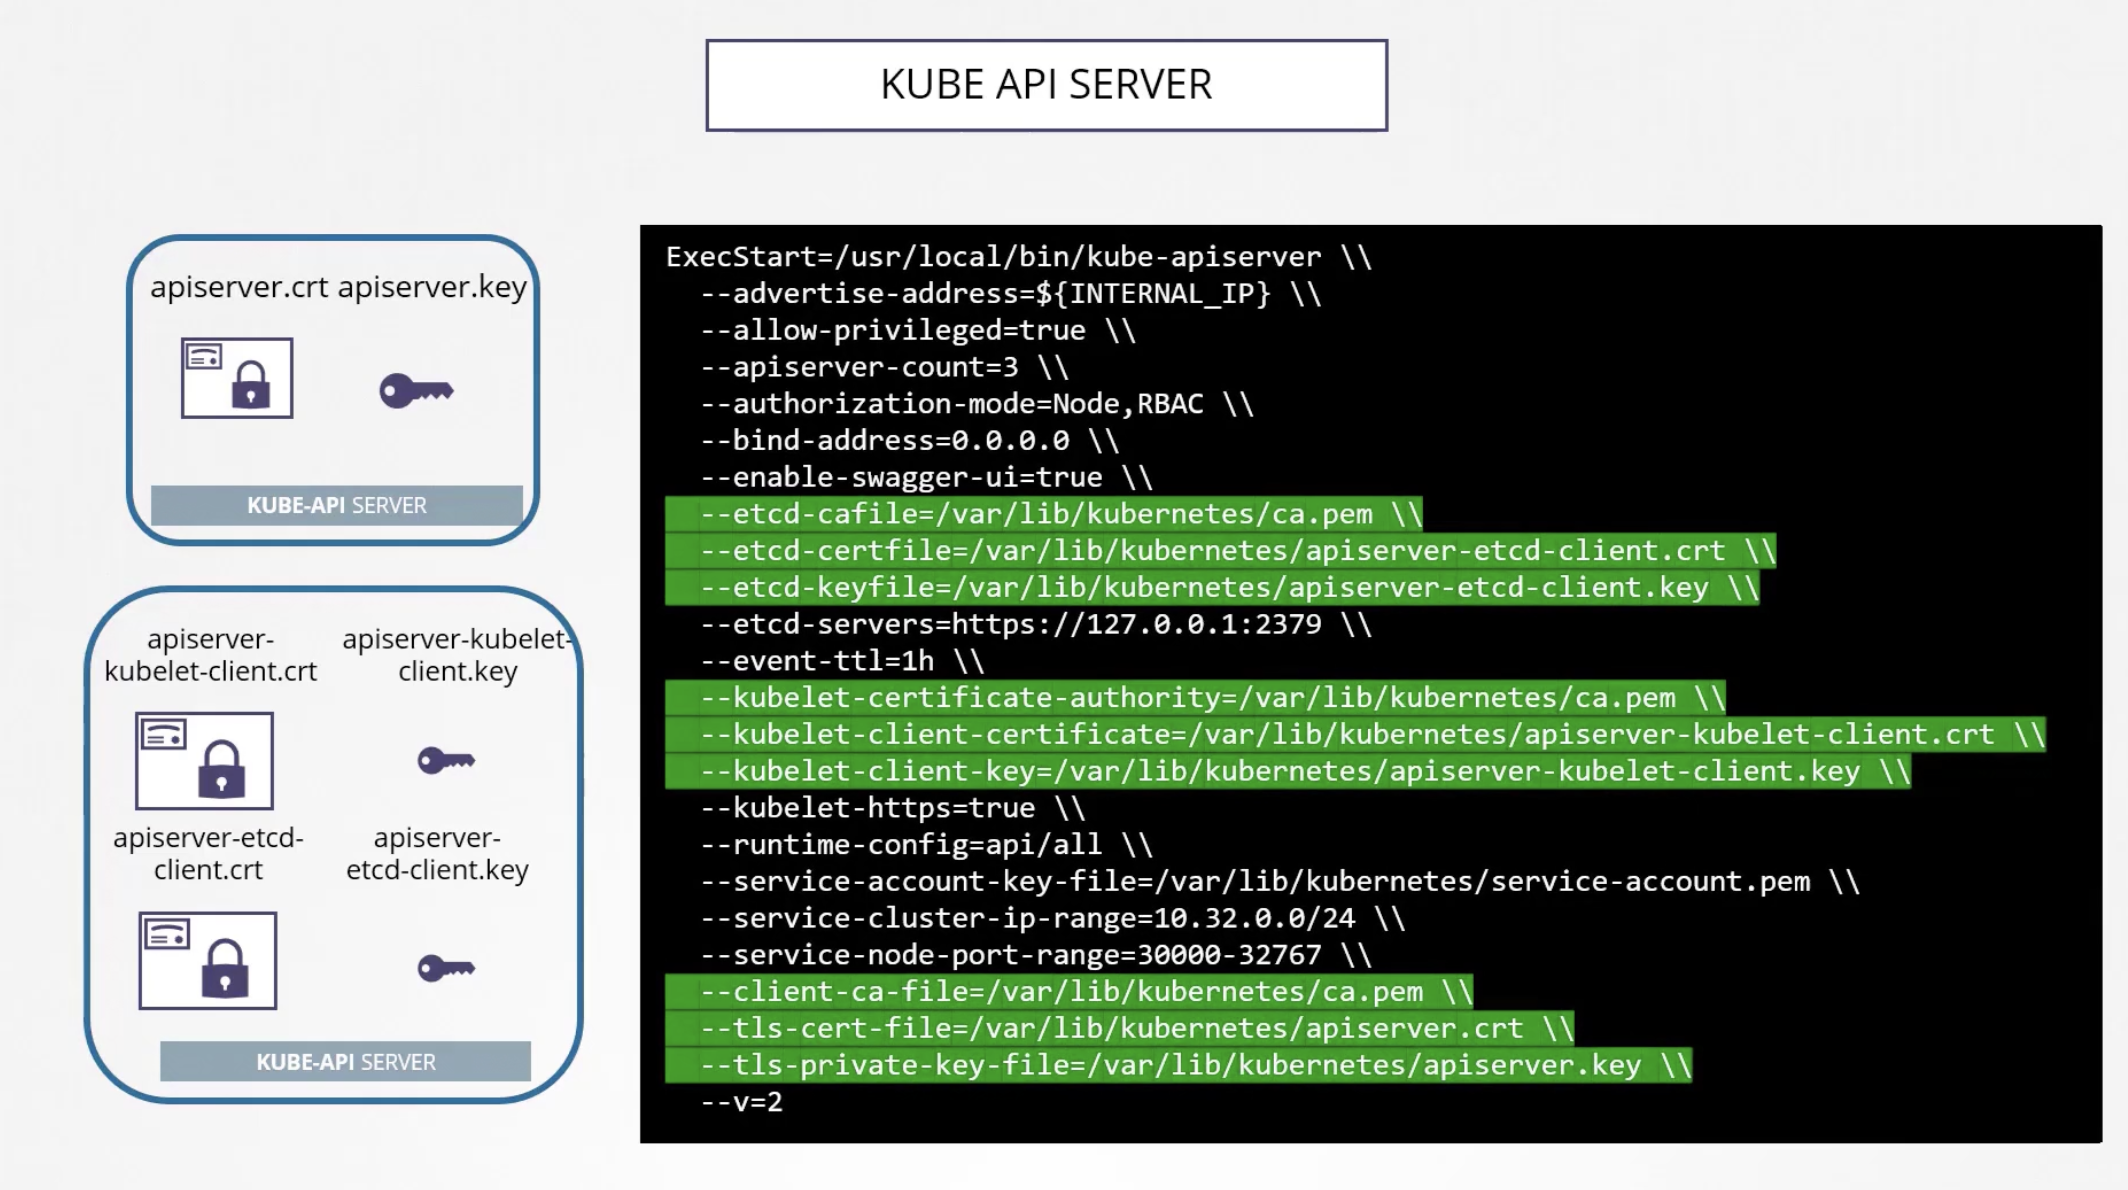 KUBE API SERVER
apiserver.crt apiserver.key
KUBE-API SERVER
apiserver-
kubelet-client.crt
apiserver-kubelet-
client.key
apiserver-etcd-
client.crt
apiserver-
etcd-client.key
KUBE-API SERVER
ExecStart=/usr/local/bin/kube-apiserver \\
  --advertise-address=${INTERNAL_IP} \\
  --allow-privileged=true \\
  --apiserver-count=3 \\
  --authorization-mode=Node,RBAC \\
  --bind-address=0.0.0.0 \\
  --enable-swagger-ui=true \\
  --etcd-cafile=/var/lib/kubernetes/ca.pem \\
  --etcd-certfile=/var/lib/kubernetes/apiserver-etcd-client.crt \\
  --etcd-keyfile=/var/lib/kubernetes/apiserver-etcd-client.key \\
  --etcd-servers=https://127.0.0.1:2379 \\
  --event-ttl=1h \\
  --kubelet-certificate-authority=/var/lib/kubernetes/ca.pem \\
  --kubelet-client-certificate=/var/lib/kubernetes/apiserver-kubelet-client.crt \\
  --kubelet-client-key=/var/lib/kubernetes/apiserver-kubelet-client.key \\
  --kubelet-https=true \\
  --runtime-config=api/all \\
  --service-account-key-file=/var/lib/kubernetes/service-account.pem \\
  --service-cluster-ip-range=10.32.0.0/24 \\
  --service-node-port-range=30000-32767 \\
  --client-ca-file=/var/lib/kubernetes/ca.pem \\
  --tls-cert-file=/var/lib/kubernetes/apiserver.crt \\
  --tls-private-key-file=/var/lib/kubernetes/apiserver.key \\
  --v=2